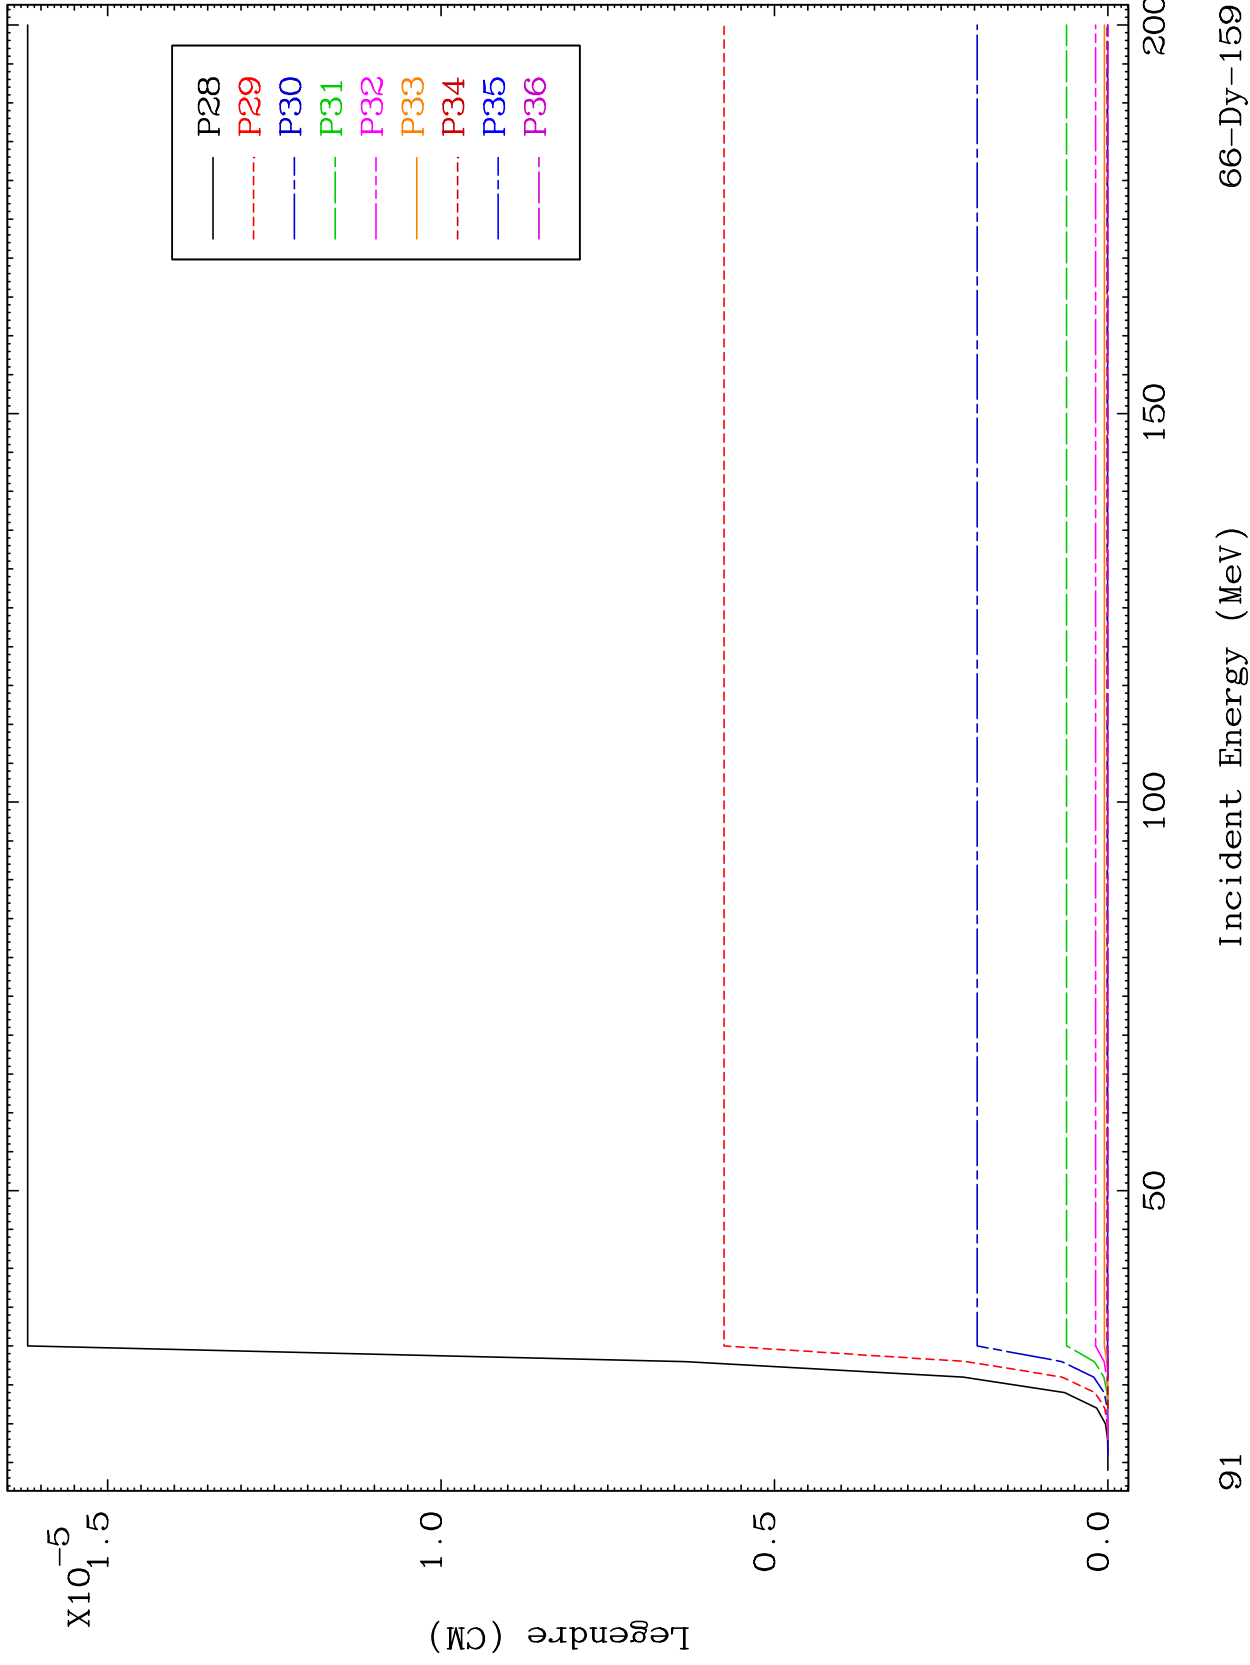 X10-5
1.5
1.0
0.5
0.0
Legendre (CM)
P28
P29
P30
P31
P32
P33
P34
P35
P36
50
100
150
200
Incident Energy (MeV)
91
66-Dy-159